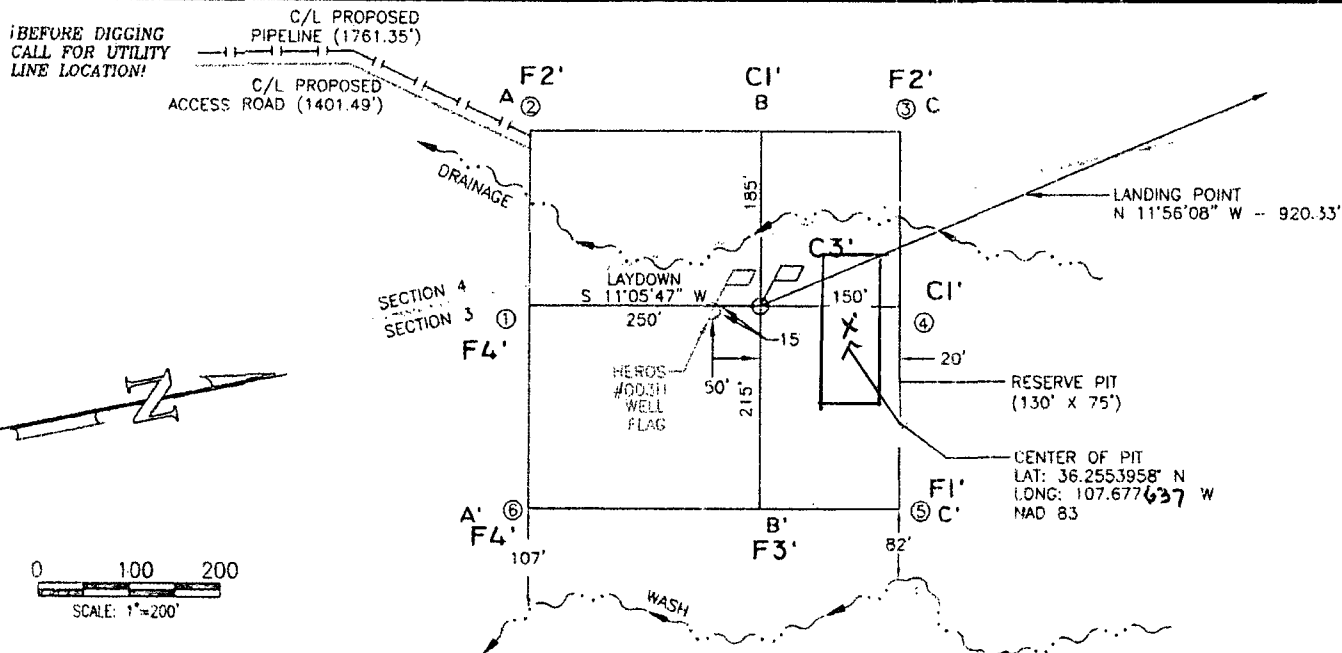 !BEFORE DIGGING
CALL FOR UTILITY
LINE LOCATION!
C/L PROPOSED
PIPELINE (1761.35')
C/L PROPOSED
ACCESS ROAD (1401.49')
F2'
A ②
C1'
B
F2'
③ C
DRAINAGE
185'
LANDING POINT
N 11°56'08" W -- 920.33'
C3'
LAYDOWN
S 11°05'47" W
250'
150'
SECTION 4
SECTION 3
①
F4'
C1'
④
15'
X
20'
HEROS
#003H
WELL
FLAG
50'
215'
RESERVE PIT
(130' X 75')
N
CENTER OF PIT
LAT: 36.2553958° N
LONG: 107.677637 W
NAD 83
A' ⑥
F4'
B'
F3'
F1'
⑤ C'
107'
82'
0 100 200
SCALE: 1"=200'
WASH